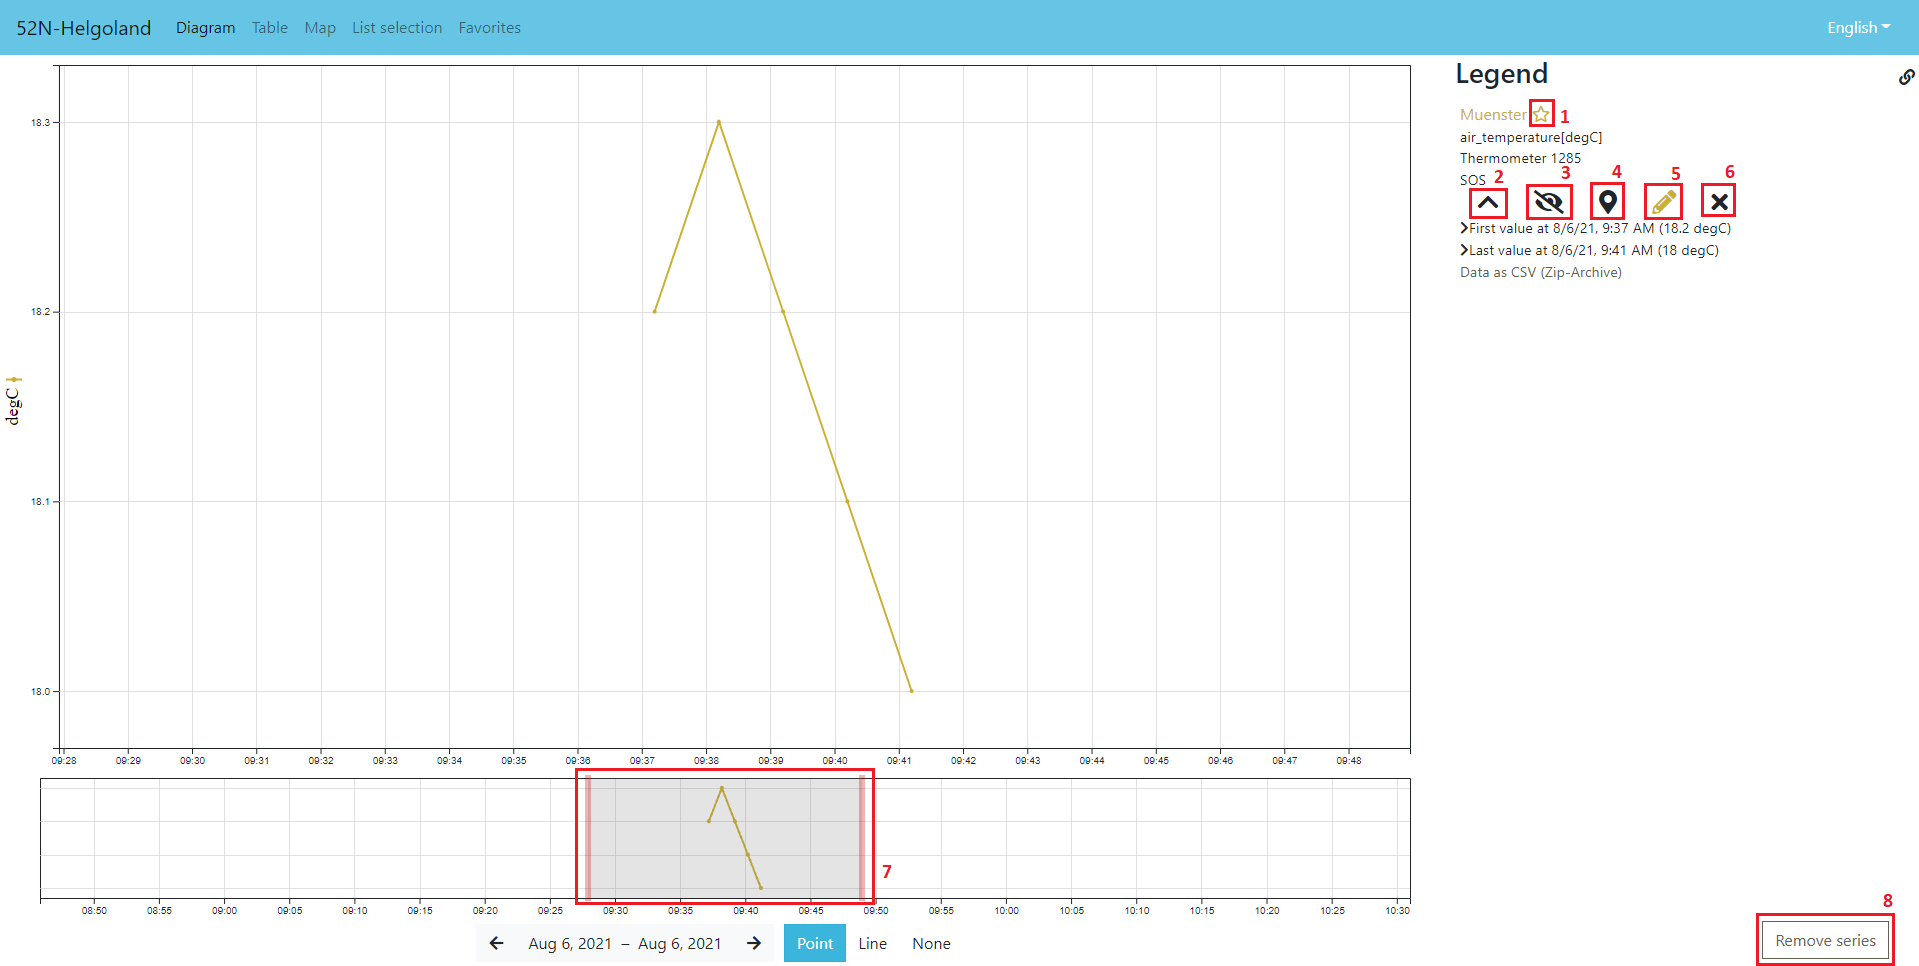 52N-Helgoland Diagram Table Map List selection Favorites English
Legend
Muenster 1
air_temperature[degC]
Thermometer 1285
SOS 2 3 4 5 6
First value at 8/6/21, 9:37 AM (18.2 degC)
Last value at 8/6/21, 9:41 AM (18 degC)
Data as CSV (Zip-Archive)
18.3
18.2
18.1
18.0
degC
09:28 09:29 09:30 09:31 09:32 09:33 09:34 09:35 09:36 09:37 09:38 09:39 09:40 09:41 09:42 09:43 09:44 09:45 09:46 09:47 09:48
7
08:50 08:55 09:00 09:05 09:10 09:15 09:20 09:25 09:30 09:35 09:40 09:45 09:50 09:55 10:00 10:05 10:10 10:15 10:20 10:25 10:30
8
Aug 6, 2021 – Aug 6, 2021 Point Line None Remove series